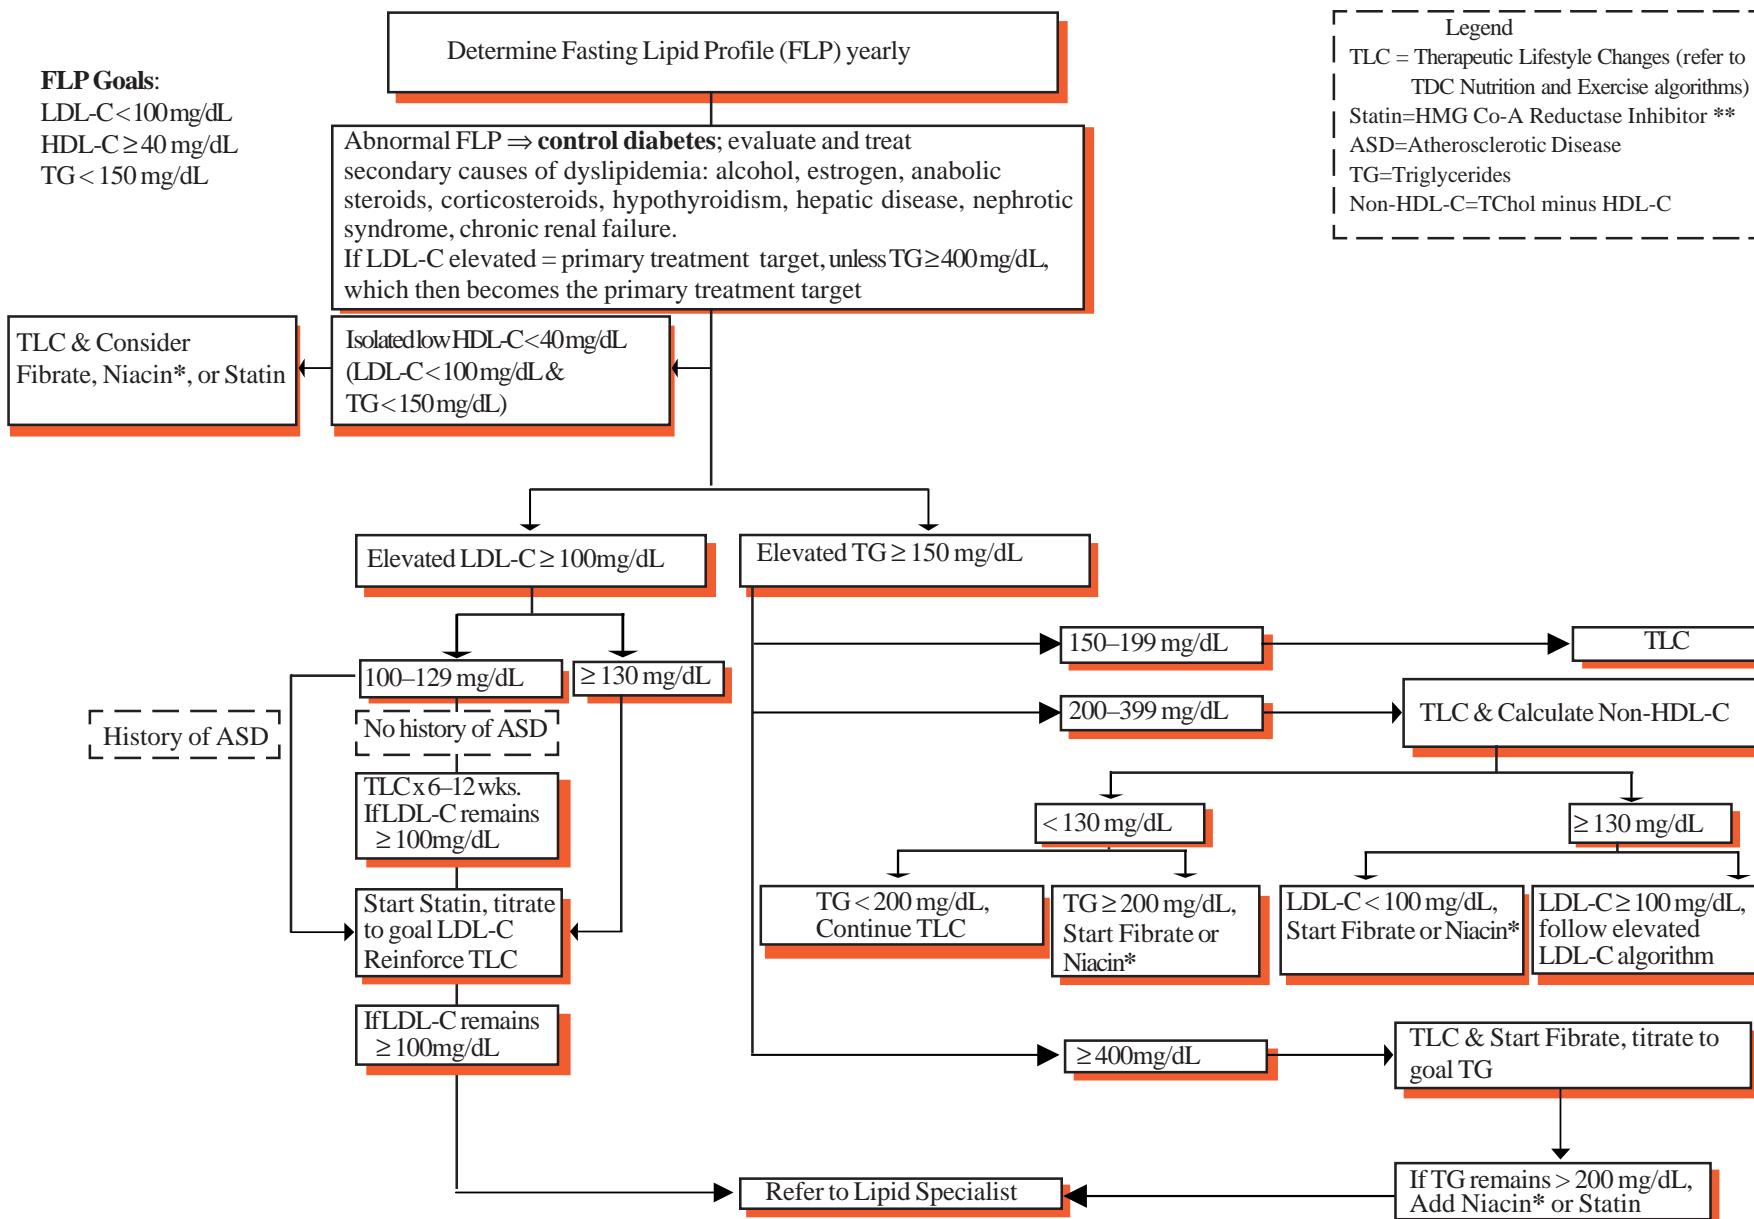 Determine Fasting Lipid Profile (FLP) yearly
FLP Goals:
LDL-C < 100 mg/dL
HDL-C ≥ 40 mg/dL
TG < 150 mg/dL
Legend
TLC = Therapeutic Lifestyle Changes (refer to
TDC Nutrition and Exercise algorithms)
Statin=HMG Co-A Reductase Inhibitor **
ASD=Atherosclerotic Disease
TG=Triglycerides
Non-HDL-C=TChol minus HDL-C
Abnormal FLP ⇒ control diabetes; evaluate and treat
secondary causes of dyslipidemia: alcohol, estrogen, anabolic
steroids, corticosteroids, hypothyroidism, hepatic disease, nephrotic
syndrome, chronic renal failure.
If LDL-C elevated = primary treatment target, unless TG ≥ 400 mg/dL,
which then becomes the primary treatment target
TLC & Consider
Fibrate, Niacin*, or Statin
Isolated low HDL-C < 40 mg/dL
(LDL-C < 100 mg/dL &
TG < 150 mg/dL)
Elevated LDL-C ≥ 100mg/dL
Elevated TG ≥ 150 mg/dL
100–129 mg/dL
≥ 130 mg/dL
History of ASD
No history of ASD
TLC x 6–12 wks.
If LDL-C remains
≥ 100mg/dL
Start Statin, titrate
to goal LDL-C
Reinforce TLC
If LDL-C remains
≥ 100mg/dL
150–199 mg/dL
TLC
200–399 mg/dL
TLC & Calculate Non-HDL-C
< 130 mg/dL
≥ 130 mg/dL
TG < 200 mg/dL,
Continue TLC
TG ≥ 200 mg/dL,
Start Fibrate or
Niacin*
LDL-C < 100 mg/dL,
Start Fibrate or Niacin*
LDL-C ≥ 100 mg/dL,
follow elevated
LDL-C algorithm
≥ 400mg/dL
TLC & Start Fibrate, titrate to
goal TG
If TG remains > 200 mg/dL,
Add Niacin* or Statin
Refer to Lipid Specialist